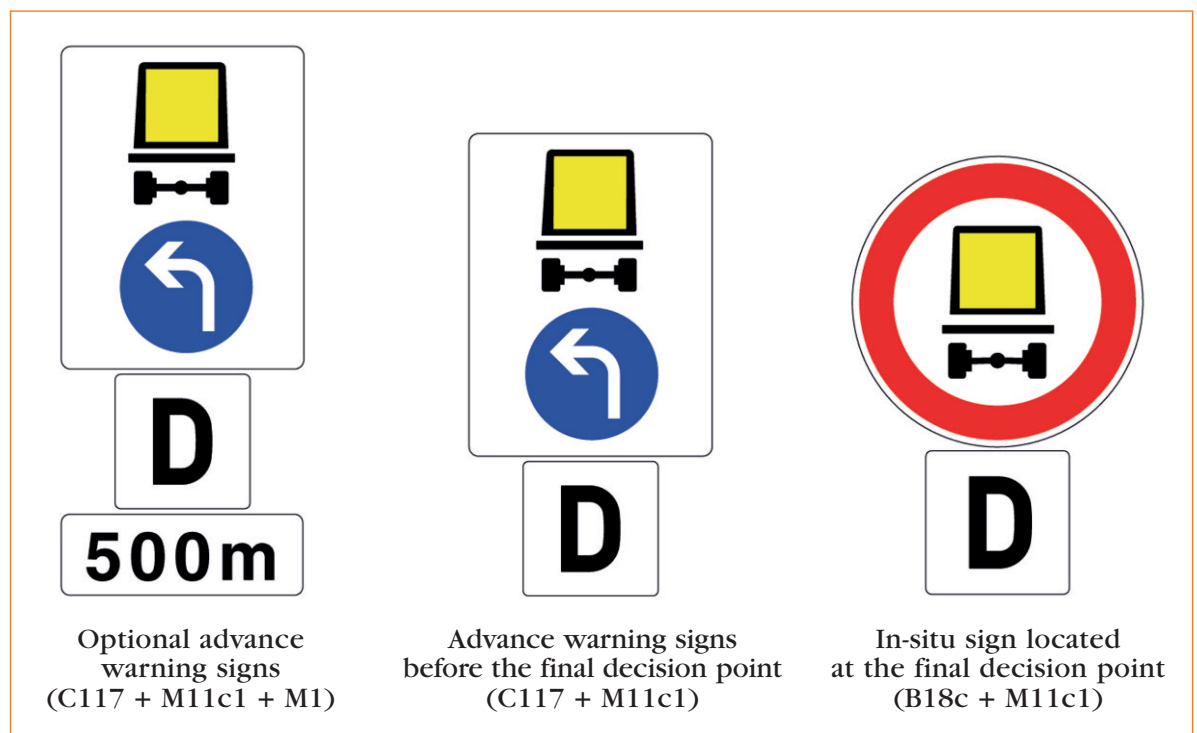 D
500m
Optional advance
warning signs
(C117 + M11c1 + M1)
D
Advance warning signs
before the final decision point
(C117 + M11c1)
D
In-situ sign located
at the final decision point
(B18c + M11c1)